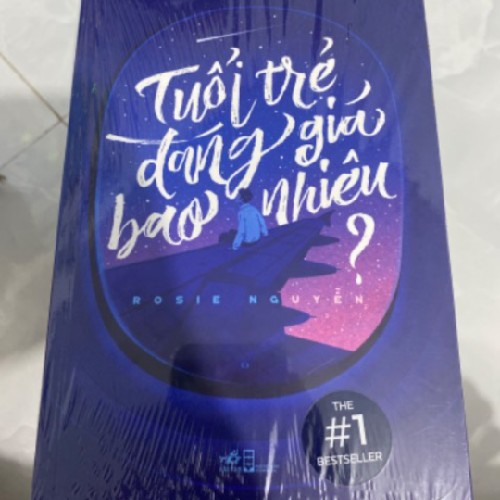 Tuổi trẻ
đáng giá
bao nhiêu
?
ROSIE NGUYỄN
THE
#1
BESTSELLER